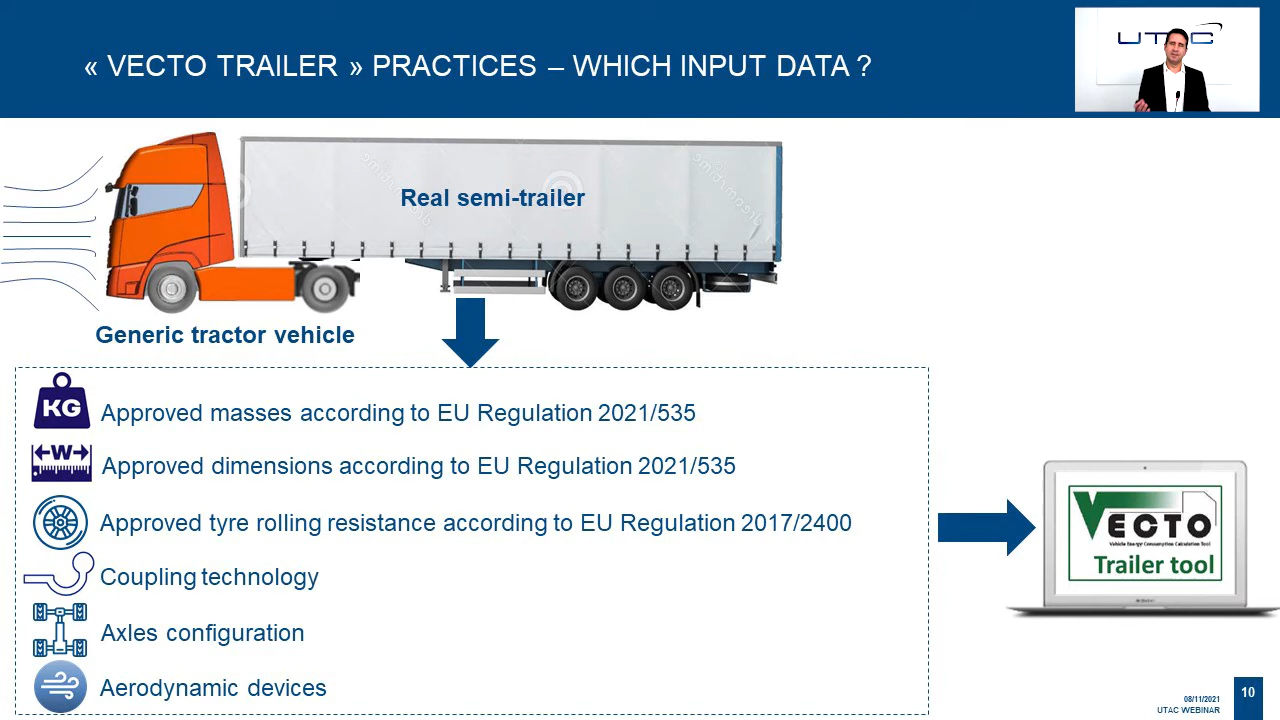 « VECTO TRAILER » PRACTICES – WHICH INPUT DATA ?
UTAC
Real semi-trailer
Generic tractor vehicle
KG
Approved masses according to EU Regulation 2021/535
W
Approved dimensions according to EU Regulation 2021/535
Approved tyre rolling resistance according to EU Regulation 2017/2400
Coupling technology
Axles configuration
Aerodynamic devices
VECTO
Vehicle Energy Consumption Calculation Tool
Trailer tool
08/11/2021
UTAC WEBINAR
10